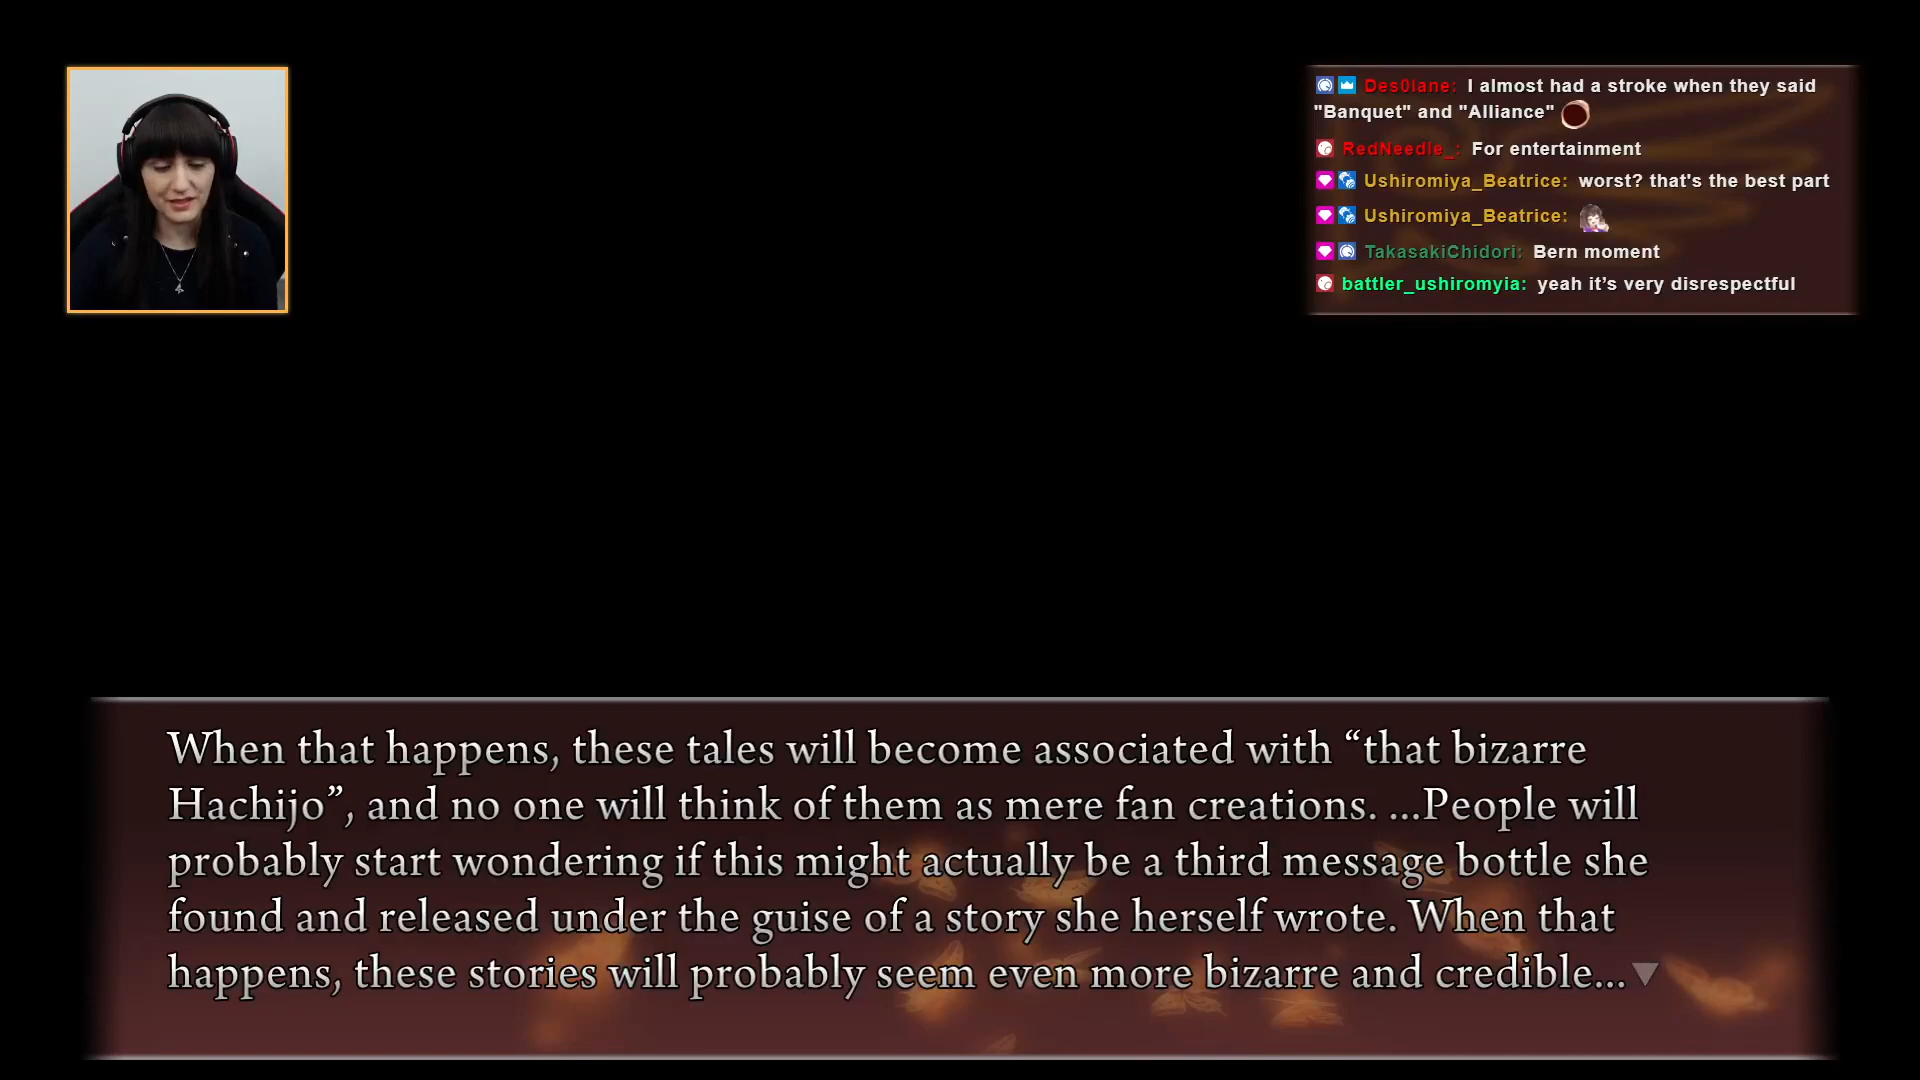 Des0lane: I almost had a stroke when they said
"Banquet" and "Alliance"
RedNeedle_: For entertainment
Ushiromiya_Beatrice: worst? that's the best part
Ushiromiya_Beatrice:
TakasakiChidori: Bern moment
battler_ushiromyia: yeah it’s very disrespectful
When that happens, these tales will become associated with “that bizarre
Hachijo”, and no one will think of them as mere fan creations. ...People will
probably start wondering if this might actually be a third message bottle she
found and released under the guise of a story she herself wrote. When that
happens, these stories will probably seem even more bizarre and credible...